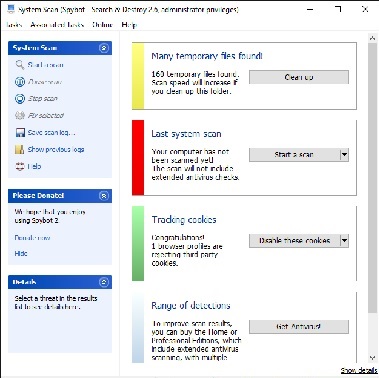 System Scan (Spybot - Search & Destroy 2.6, administrator privileges)
Tasks Associated Tasks Online Help
System Scan
Start a scan
Pause scan
Stop scan
Fix selected
Save scan log...
Show previous logs
Help
Please Donate!
We hope that you enjoy
using Spybot 2
Donate now
Hide
Details
Select a threat in the results
list to see details here.
Many temporary files found!
160 temporary files found.
Scan speed will increase if
you clean up this folder.
Clean up
Last system scan
Your computer has not
been scanned yet!
The scan will not include
extended antivirus checks.
Start a scan
Tracking cookies
Congratulations!
1 browser profiles are
rejecting third party
cookies.
Disable these cookies
Range of detections
To improve scan results,
you can buy the Home or
Professional Editions, which
include extended antivirus
scanning, with multiple
Get Antivirus!
Show details